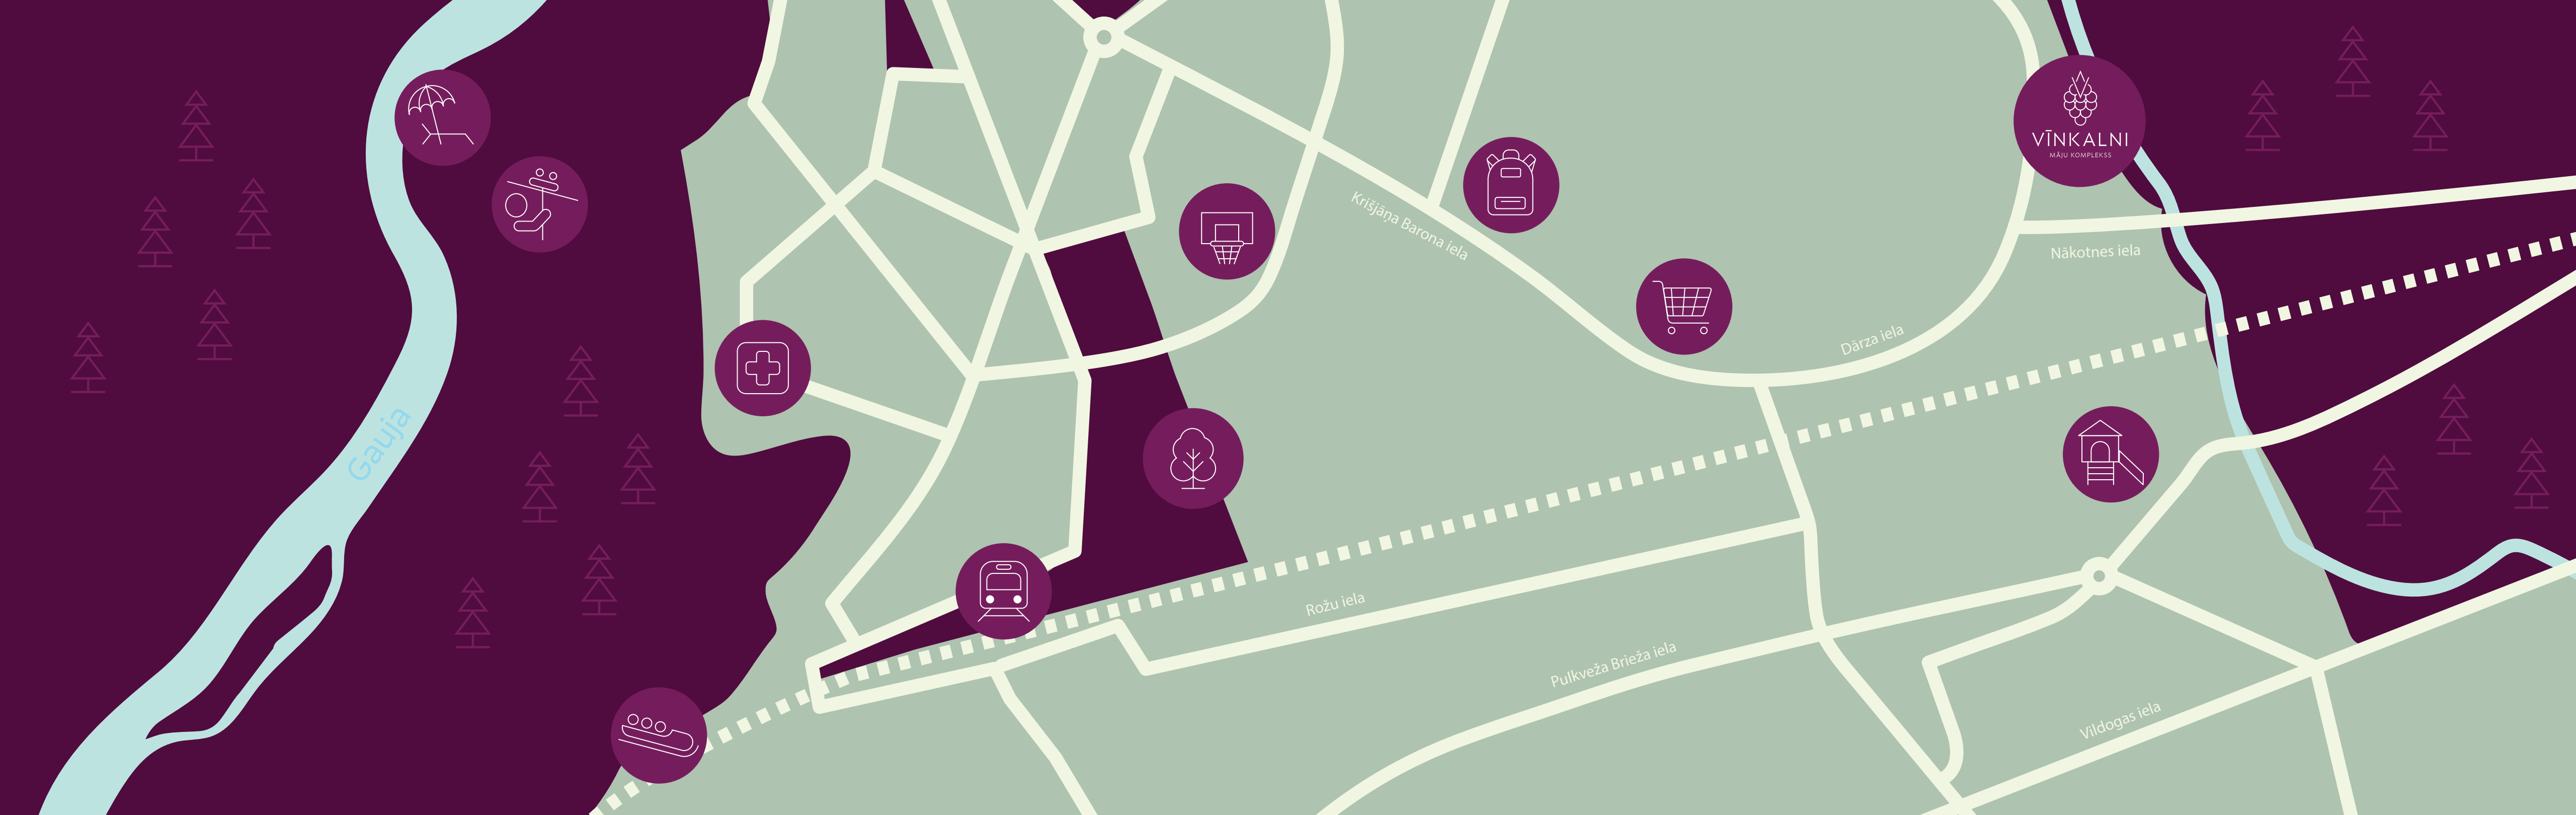 VĪNKALNI
MĀJU KOMPLEKSS
Krišjāņa Barona iela
Nākotnes iela
Dārza iela
Gauja
Rožu iela
Pulkveža Brieža iela
Vildogas iela